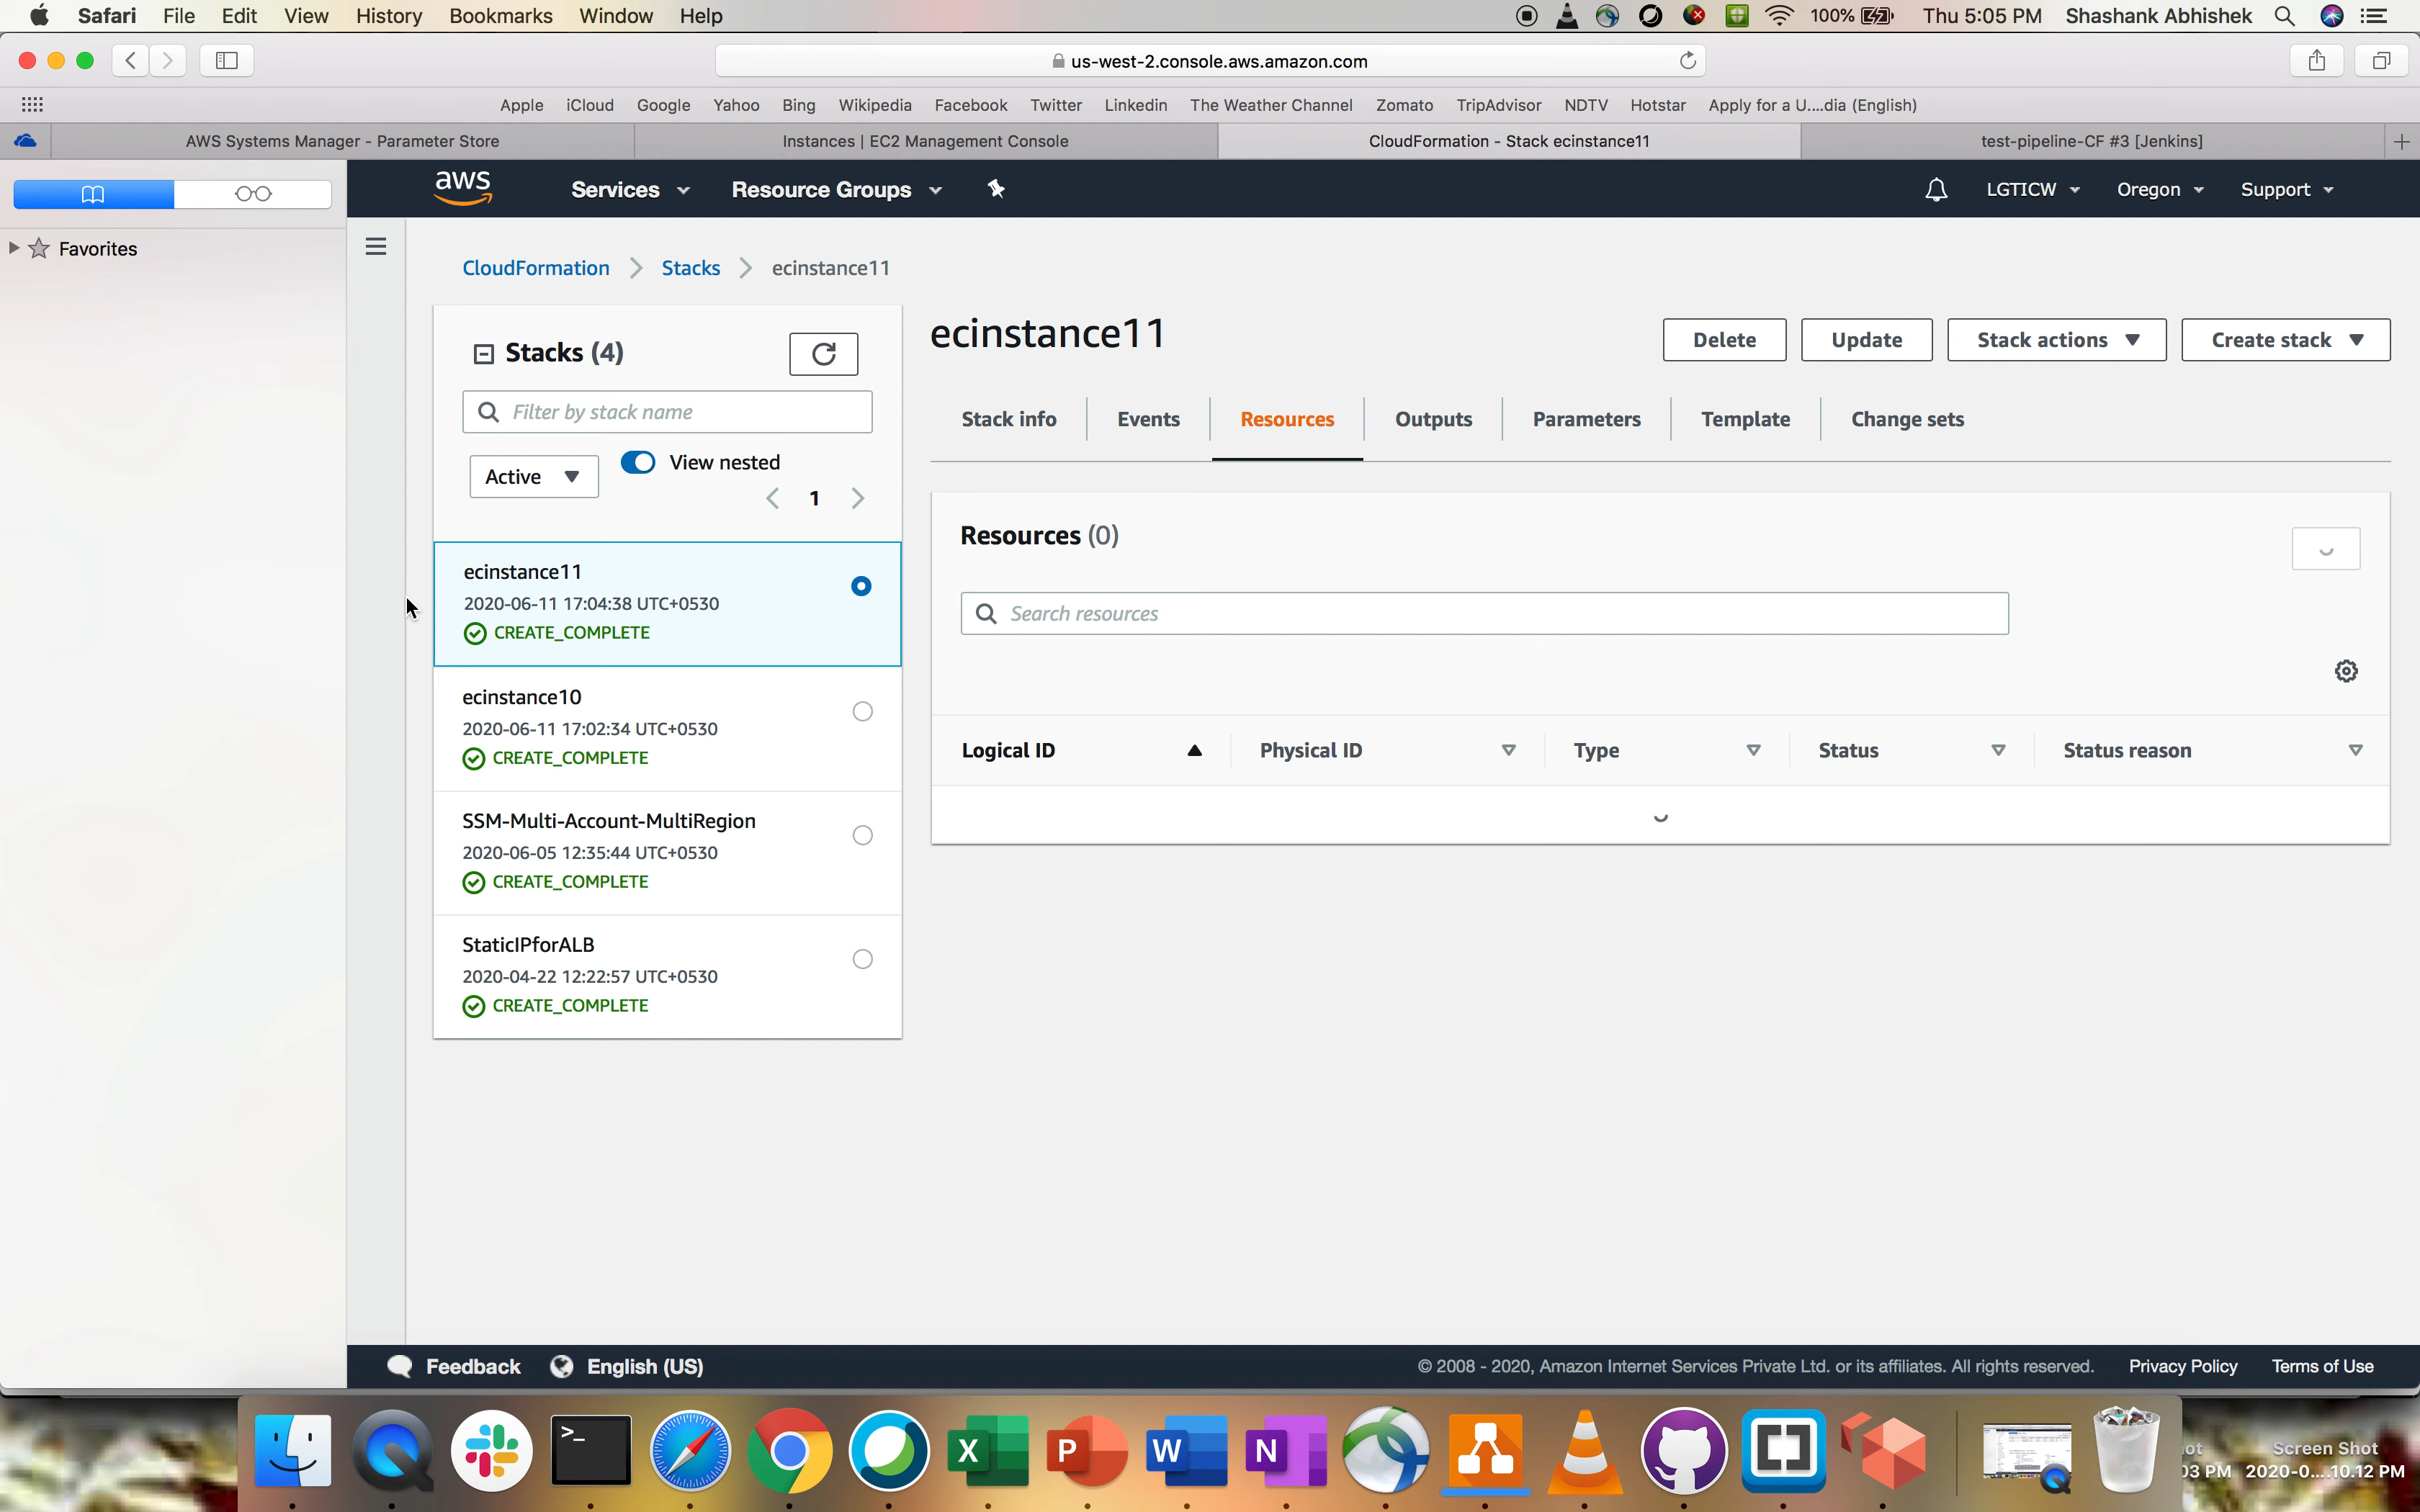 Safari File Edit View History Bookmarks Window Help 100% Thu 5:05 PM Shashank Abhishek
us-west-2.console.aws.amazon.com
Apple iCloud Google Yahoo Bing Wikipedia Facebook Twitter Linkedin The Weather Channel Zomato TripAdvisor NDTV Hotstar Apply for a U....dia (English)
AWS Systems Manager - Parameter Store Instances | EC2 Management Console CloudFormation - Stack ecinstance11 test-pipeline-CF #3 [Jenkins]
aws Services Resource Groups LGTICW Oregon Support
Favorites
CloudFormation Stacks ecinstance11
Stacks (4)
Filter by stack name
Active View nested
1
ecinstance11
2020-06-11 17:04:38 UTC+0530
CREATE_COMPLETE
ecinstance10
2020-06-11 17:02:34 UTC+0530
CREATE_COMPLETE
SSM-Multi-Account-MultiRegion
2020-06-05 12:35:44 UTC+0530
CREATE_COMPLETE
StaticIPforALB
2020-04-22 12:22:57 UTC+0530
CREATE_COMPLETE
ecinstance11
Delete Update Stack actions Create stack
Stack info Events Resources Outputs Parameters Template Change sets
Resources (0)
Search resources
Logical ID Physical ID Type Status Status reason
Feedback English (US) © 2008 - 2020, Amazon Internet Services Private Ltd. or its affiliates. All rights reserved. Privacy Policy Terms of Use
>_ X P W N
Screen Shot
03 PM 2020-0....10.12 PM